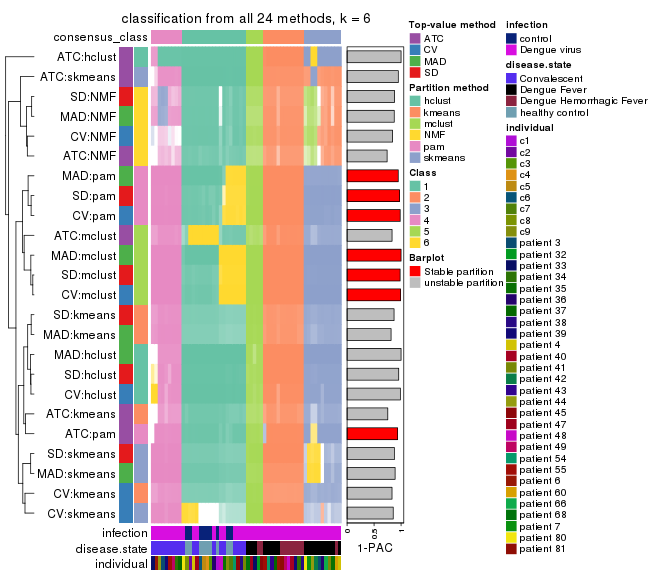 classification from all 24 methods, k = 6
consensus_class
ATC:hclust
ATC:skmeans
SD:NMF
MAD:NMF
CV:NMF
ATC:NMF
MAD:pam
SD:pam
CV:pam
ATC:mclust
MAD:mclust
SD:mclust
CV:mclust
SD:kmeans
MAD:kmeans
MAD:hclust
SD:hclust
CV:hclust
ATC:kmeans
ATC:pam
SD:skmeans
MAD:skmeans
CV:kmeans
CV:skmeans
infection
disease.state
individual
0
0.5
1
1-PAC
Top-value method
ATC
CV
MAD
SD
Partition method
hclust
kmeans
mclust
NMF
pam
skmeans
Class
1
2
3
4
5
6
Barplot
Stable partition
unstable partition
infection
control
Dengue virus
disease.state
Convalescent
Dengue Fever
Dengue Hemorrhagic Fever
healthy control
individual
c1
c2
c3
c4
c5
c6
c7
c8
c9
patient 3
patient 32
patient 33
patient 34
patient 35
patient 36
patient 37
patient 38
patient 39
patient 4
patient 40
patient 41
patient 42
patient 43
patient 44
patient 45
patient 47
patient 48
patient 49
patient 54
patient 55
patient 6
patient 60
patient 66
patient 68
patient 7
patient 80
patient 81